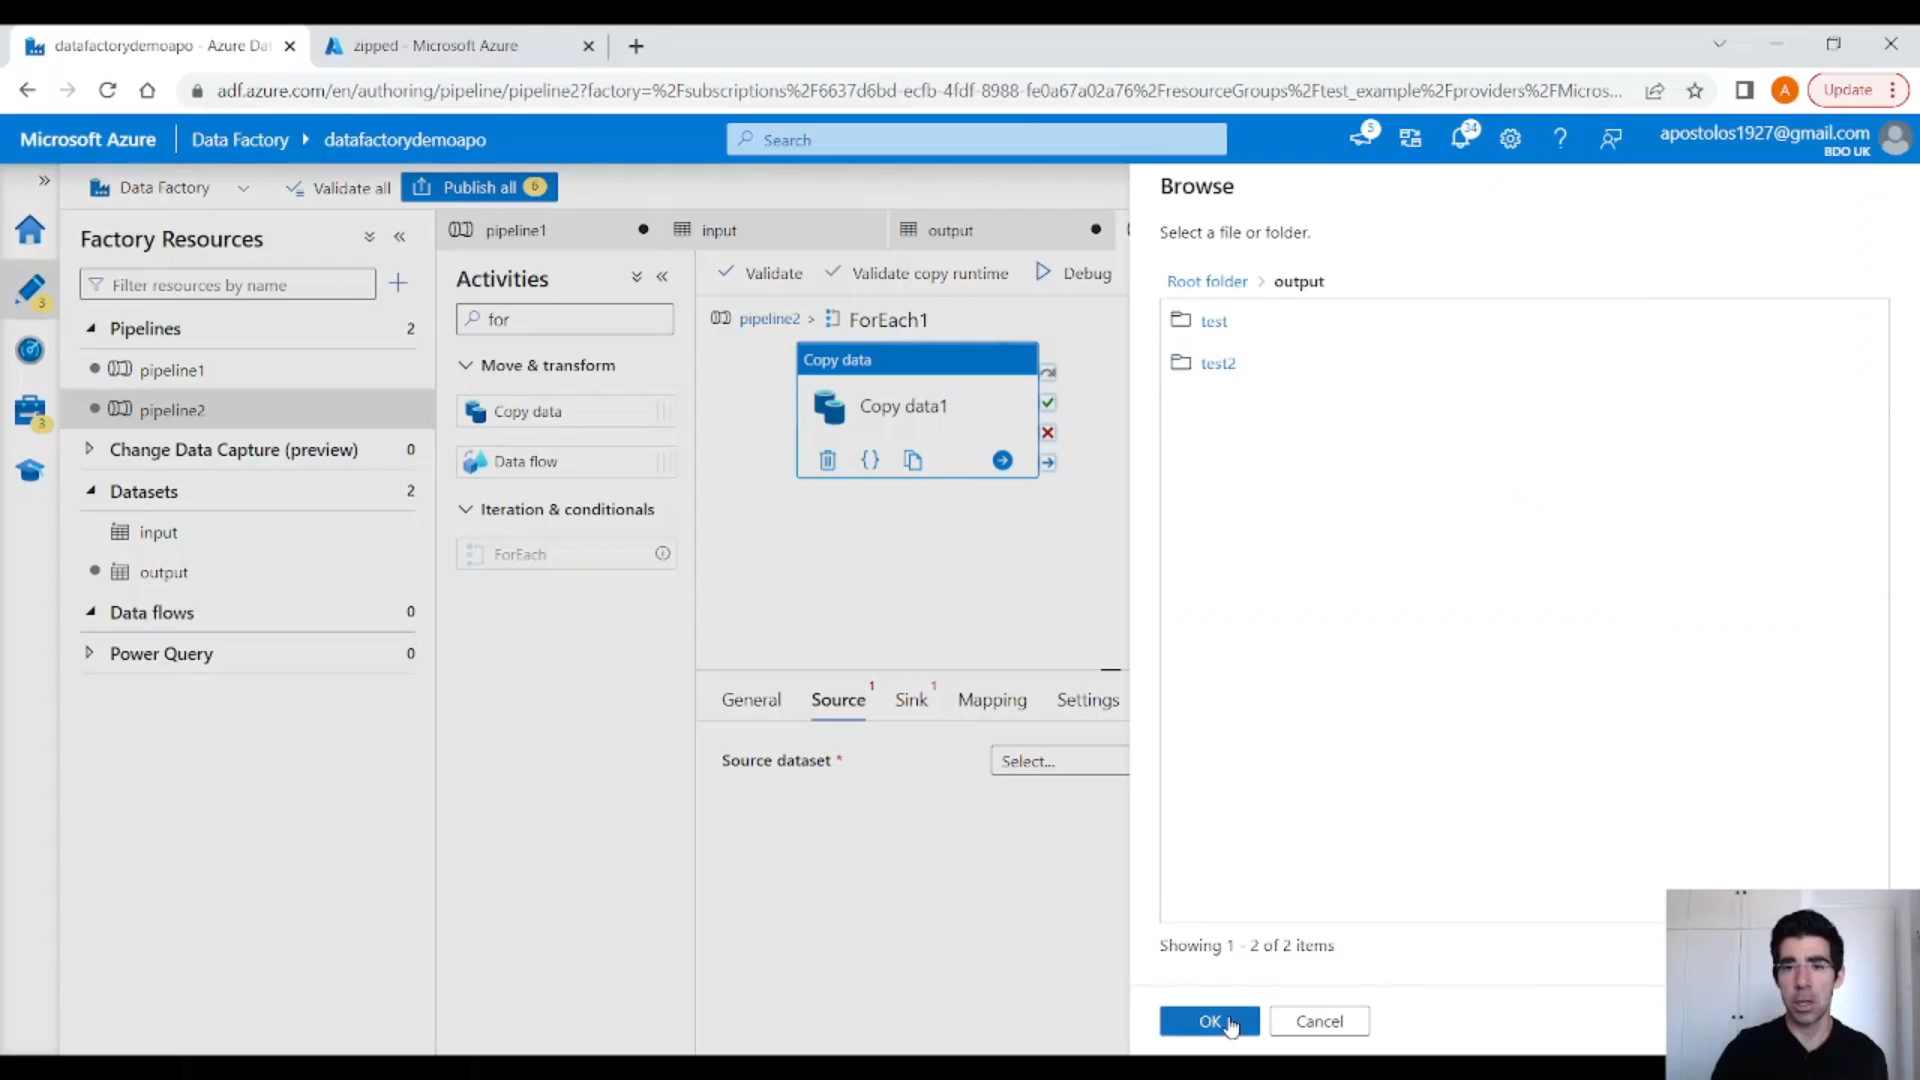 datafactorydemoapo - Azure Dat
zipped - Microsoft Azure
adf.azure.com/en/authoring/pipeline/pipeline2?factory=%2Fsubscriptions%2F6637d6bd-ecfb-4fdf-8988-fe0a67a02a76%2FresourceGroups%2Ftest_example%2Fproviders%2FMicros...
A
Update
Microsoft Azure
Data Factory
datafactorydemoapo
Search
5
34
apostolos1927@gmail.com
BDO UK
Data Factory
Validate all
Publish all 6
Factory Resources
Filter resources by name
Pipelines 2
pipeline1
pipeline2
Change Data Capture (preview) 0
Datasets 2
input
output
Data flows 0
Power Query 0
3
3
pipeline1
input
output
Activities
for
Move & transform
Copy data
Data flow
Iteration & conditionals
ForEach
Validate
Validate copy runtime
Debug
pipeline2 > ForEach1
Copy data
Copy data1
General
Source 1
Sink 1
Mapping
Settings
Source dataset *
Select...
Browse
Select a file or folder.
Root folder > output
test
test2
Showing 1 - 2 of 2 items
OK
Cancel